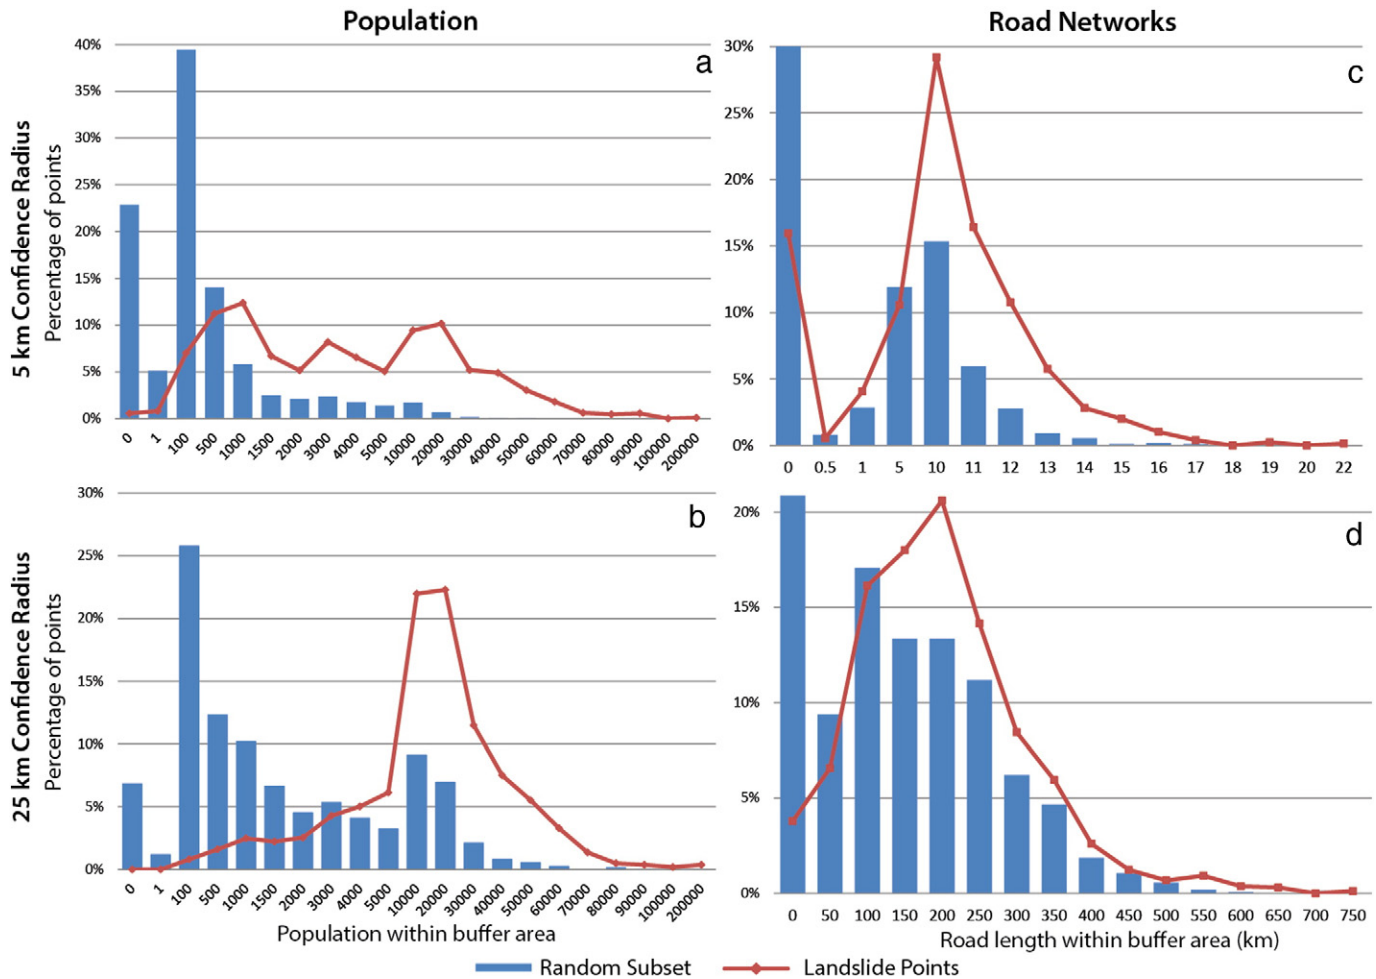 Population
Road Networks
5 km Confidence Radius
Percentage of points
40%
35%
30%
25%
20%
15%
10%
5%
0%
a
0 1 100 500 1000 1500 2000 3000 4000 5000 10000 20000 30000 40000 50000 60000 70000 80000 90000 100000 200000
30%
25%
20%
15%
10%
5%
0%
c
0 0.5 1 5 10 11 12 13 14 15 16 17 18 19 20 22
25 km Confidence Radius
Percentage of points
30%
25%
20%
15%
10%
5%
0%
b
0 1 100 500 1000 1500 2000 3000 4000 5000 10000 20000 30000 40000 50000 60000 70000 80000 90000 100000 200000
Population within buffer area
20%
15%
10%
5%
0%
d
0 50 100 150 200 250 300 350 400 450 500 550 600 650 700 750
Road length within buffer area (km)
Random Subset
Landslide Points